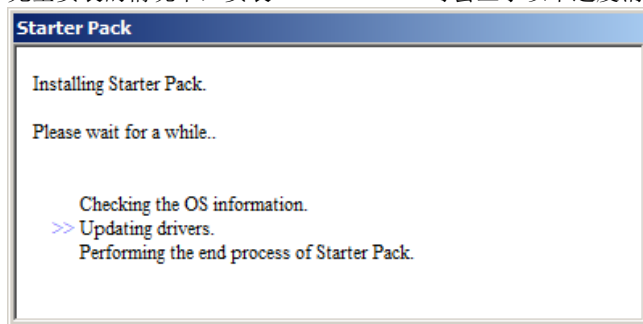 Starter Pack
Installing Starter Pack.
Please wait for a while..
Checking the OS information.
>> Updating drivers.
Performing the end process of Starter Pack.